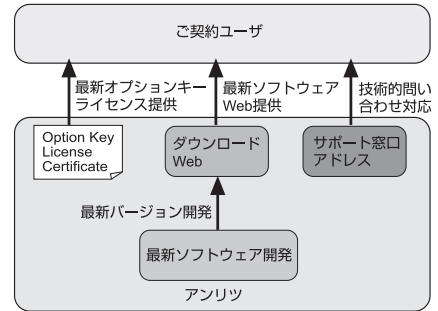 ご契約ユーザ
最新オプションキー
ライセンス提供
最新ソフトウェア
Web提供
技術的問い
合わせ対応
Option Key
License
Certificate
ダウンロード
Web
サポート窓口
アドレス
最新バージョン開発
最新ソフトウェア開発
アンリツ